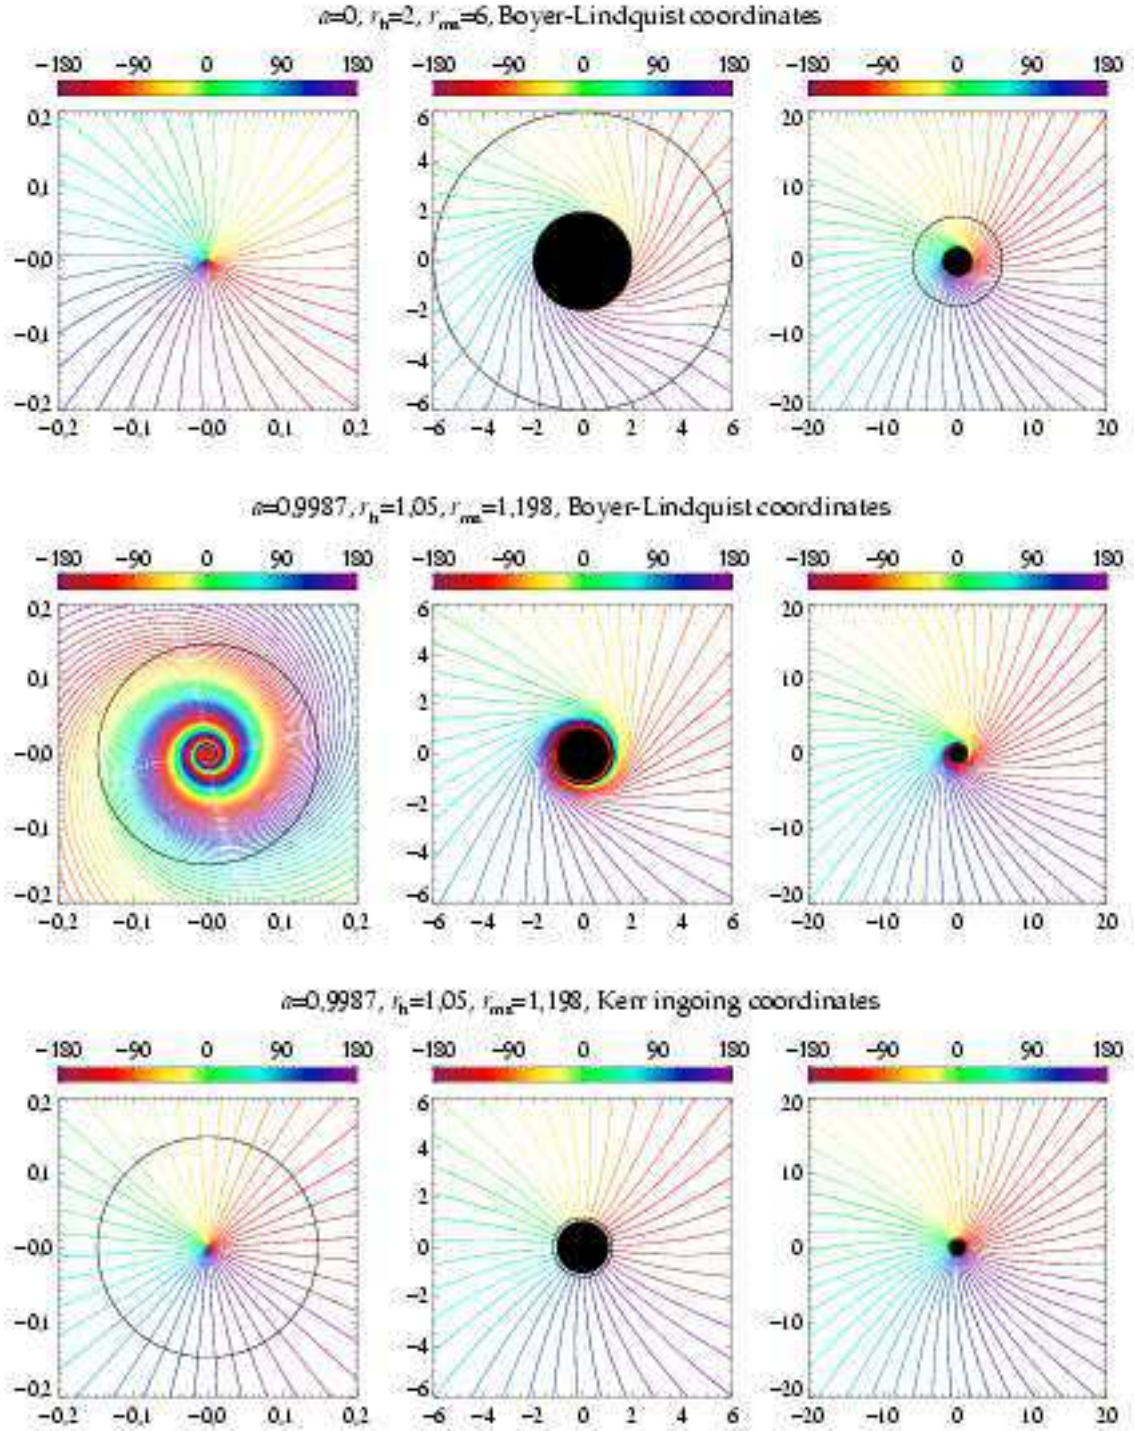 a=0, r_h=2, r_ms=6, Boyer-Lindquist coordinates
-180 -90 0 90 180 -180 -90 0 90 180 -180 -90 0 90 180
0.2 6 20
4
0.1 2 10
-0.0 0 0
-2
-0.1 -4 -10
-0.2 -6 -20
-0.2 -0.1 -0.0 0.1 0.2 -6 -4 -2 0 2 4 6 -20 -10 0 10 20
a=0.9987, r_h=1.05, r_ms=1.198, Boyer-Lindquist coordinates
-180 -90 0 90 180 -180 -90 0 90 180 -180 -90 0 90 180
0.2 6 20
4
0.1 2 10
-0.0 0 0
-2
-0.1 -4 -10
-0.2 -6 -20
-0.2 -0.1 -0.0 0.1 0.2 -6 -4 -2 0 2 4 6 -20 -10 0 10 20
a=0.9987, r_h=1.05, r_ms=1.198, Kerr ingoing coordinates
-180 -90 0 90 180 -180 -90 0 90 180 -180 -90 0 90 180
0.2 6 20
4
0.1 2 10
-0.0 0 0
-2
-0.1 -4 -10
-0.2 -6 -20
-0.2 -0.1 -0.0 0.1 0.2 -6 -4 -2 0 2 4 6 -20 -10 0 10 20